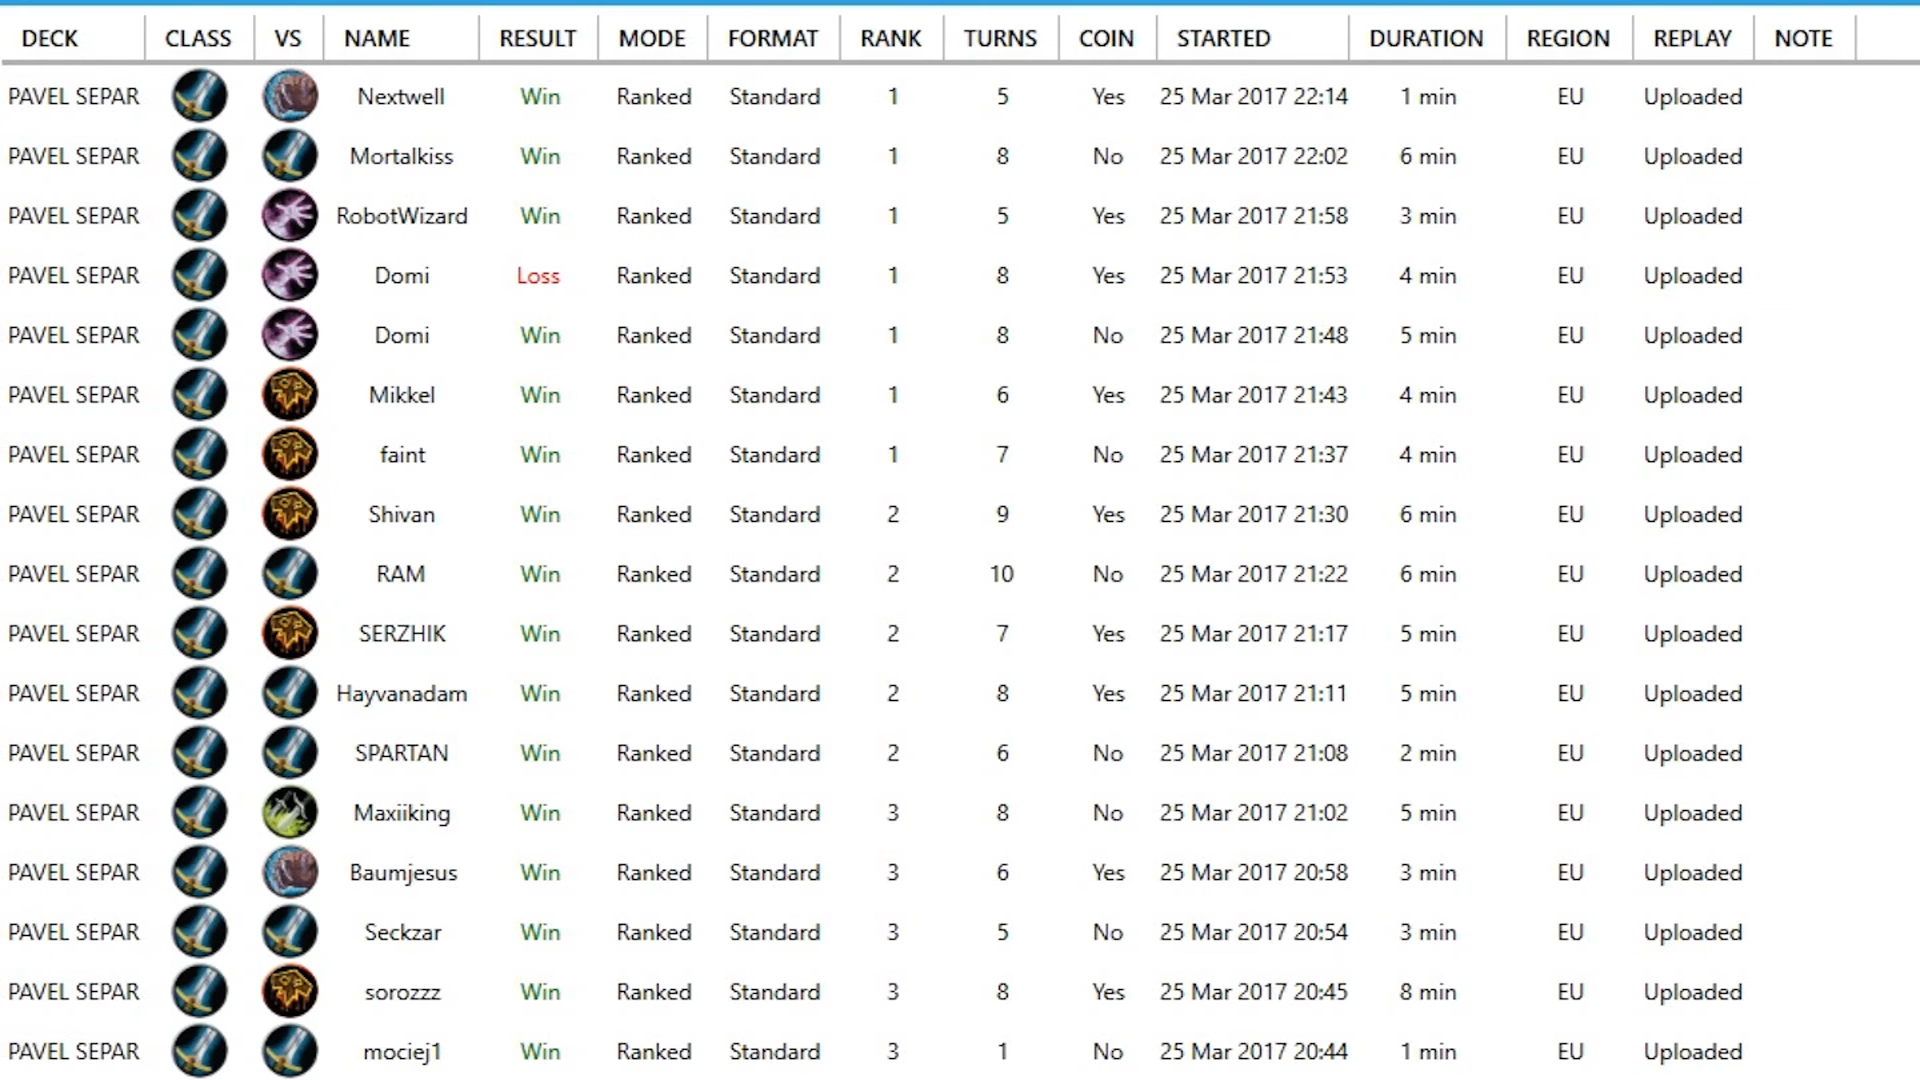 DECK CLASS VS NAME RESULT MODE FORMAT RANK TURNS COIN STARTED DURATION REGION REPLAY NOTE
PAVEL SEPAR Nextwell Win Ranked Standard 1 5 Yes 25 Mar 2017 22:14 1 min EU Uploaded
PAVEL SEPAR Mortalkiss Win Ranked Standard 1 8 No 25 Mar 2017 22:02 6 min EU Uploaded
PAVEL SEPAR RobotWizard Win Ranked Standard 1 5 Yes 25 Mar 2017 21:58 3 min EU Uploaded
PAVEL SEPAR Domi Loss Ranked Standard 1 8 Yes 25 Mar 2017 21:53 4 min EU Uploaded
PAVEL SEPAR Domi Win Ranked Standard 1 8 No 25 Mar 2017 21:48 5 min EU Uploaded
PAVEL SEPAR Mikkel Win Ranked Standard 1 6 Yes 25 Mar 2017 21:43 4 min EU Uploaded
PAVEL SEPAR faint Win Ranked Standard 1 7 No 25 Mar 2017 21:37 4 min EU Uploaded
PAVEL SEPAR Shivan Win Ranked Standard 2 9 Yes 25 Mar 2017 21:30 6 min EU Uploaded
PAVEL SEPAR RAM Win Ranked Standard 2 10 No 25 Mar 2017 21:22 6 min EU Uploaded
PAVEL SEPAR SERZHIK Win Ranked Standard 2 7 Yes 25 Mar 2017 21:17 5 min EU Uploaded
PAVEL SEPAR Hayvanadam Win Ranked Standard 2 8 Yes 25 Mar 2017 21:11 5 min EU Uploaded
PAVEL SEPAR SPARTAN Win Ranked Standard 2 6 No 25 Mar 2017 21:08 2 min EU Uploaded
PAVEL SEPAR Maxiiking Win Ranked Standard 3 8 No 25 Mar 2017 21:02 5 min EU Uploaded
PAVEL SEPAR Baumjesus Win Ranked Standard 3 6 Yes 25 Mar 2017 20:58 3 min EU Uploaded
PAVEL SEPAR Seckzar Win Ranked Standard 3 5 No 25 Mar 2017 20:54 3 min EU Uploaded
PAVEL SEPAR sorozzz Win Ranked Standard 3 8 Yes 25 Mar 2017 20:45 8 min EU Uploaded
PAVEL SEPAR mociej1 Win Ranked Standard 3 1 No 25 Mar 2017 20:44 1 min EU Uploaded